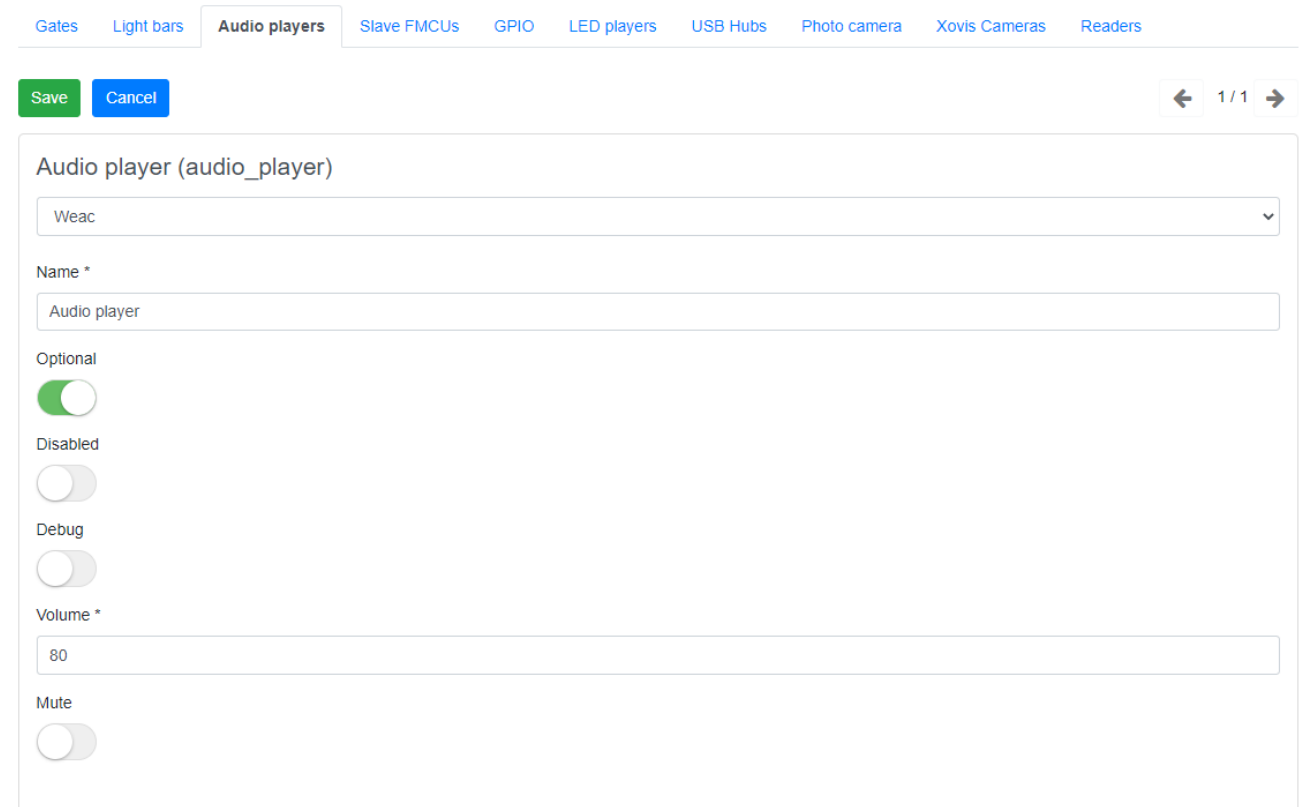 Gates Light bars Audio players Slave FMCUs GPIO LED players USB Hubs Photo camera Xovis Cameras Readers
Save Cancel 1 / 1
Audio player (audio_player)
Weac
Name *
Audio player
Optional
Disabled
Debug
Volume *
80
Mute